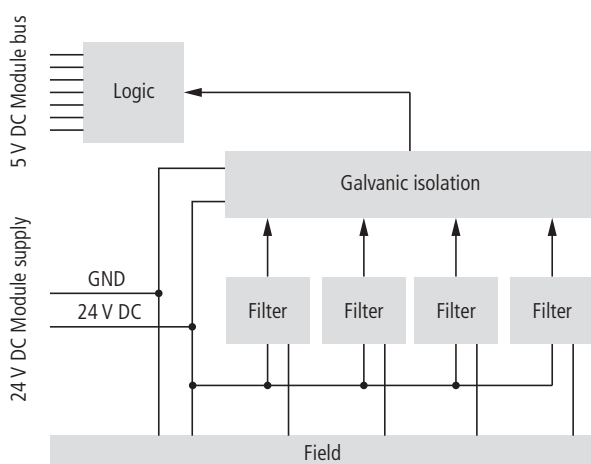 5 V DC Module bus
Logic
Galvanic isolation
24 V DC Module supply
GND
24 V DC
Filter
Filter
Filter
Filter
Field